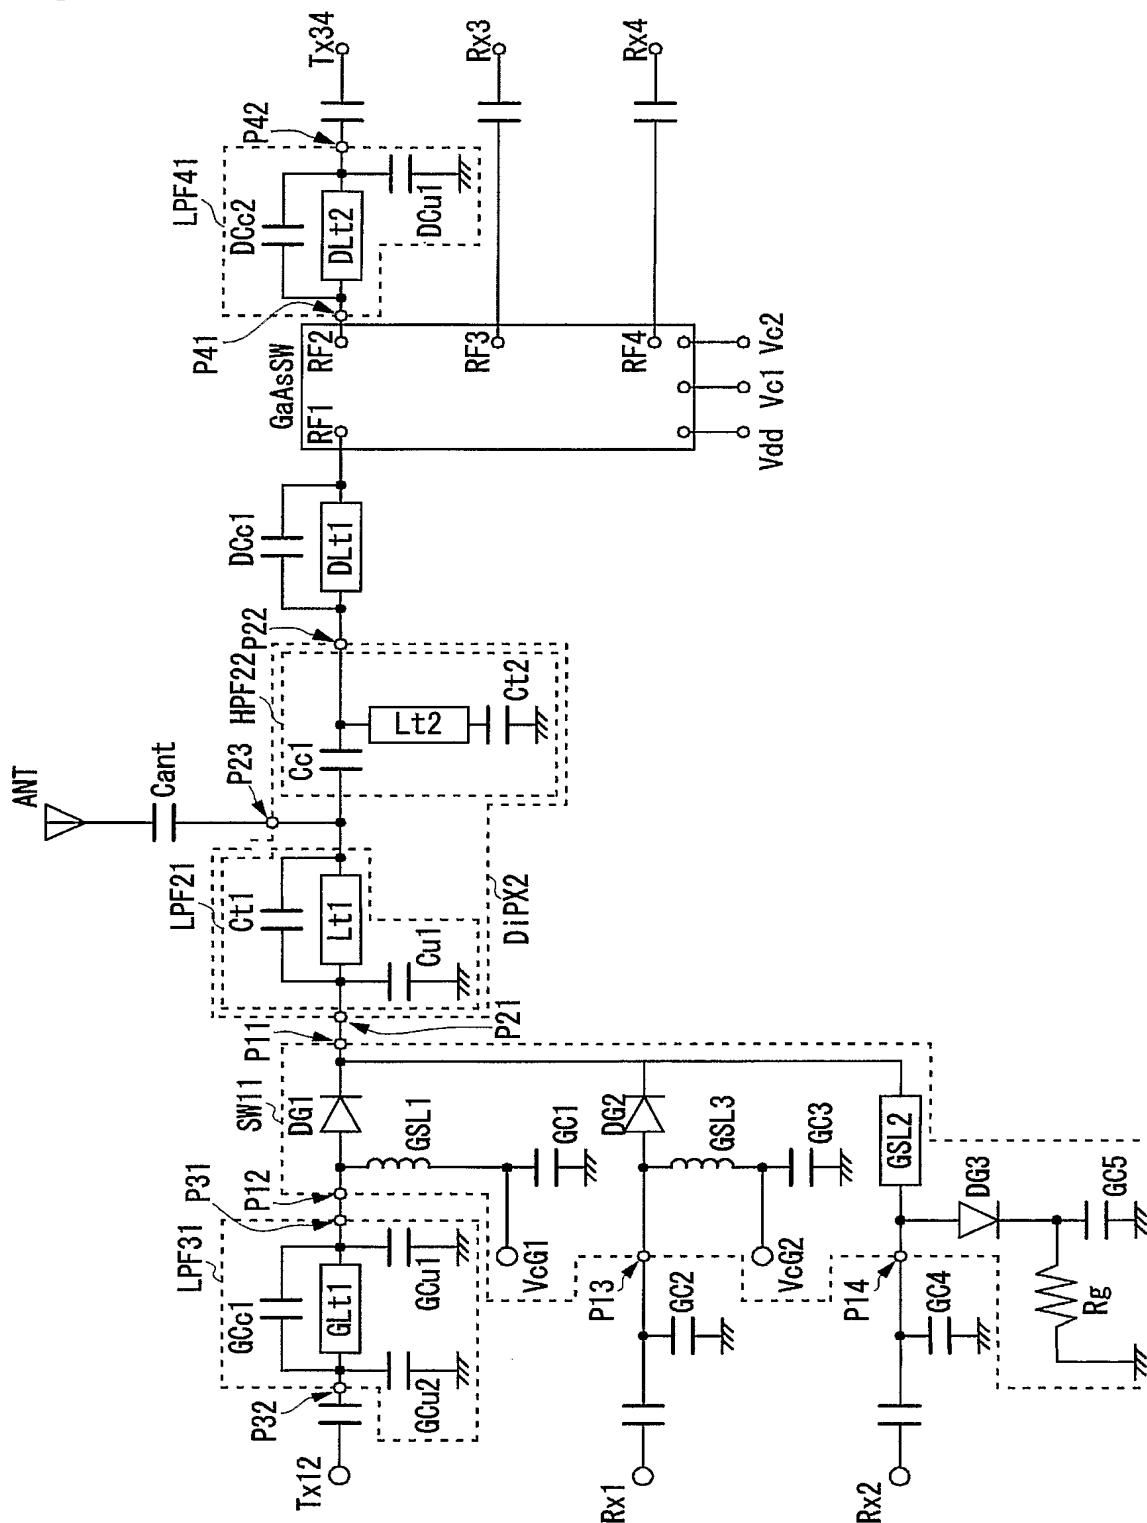 ANT
Cant
P23
LPF21
Ct1
Lt1
Cu1
DiPX2
P21
P11
HPF22
Cc1
Lt2
Ct2
P22
DCc1
DLt1
GaAsSW
RF1
RF2
RF3
RF4
Vdd
Vc1
Vc2
P41
LPF41
DCc2
DLt2
DCu1
P42
Tx34
Rx3
Rx4
SW11
DG1
GSL1
GC1
VcG1
P12
P31
LPF31
GCc1
GLt1
GCu1
GCu2
P32
Tx12
DG2
GSL3
GC3
VcG2
P13
GC2
Rx1
GSL2
DG3
GC5
Rg
P14
GC4
Rx2